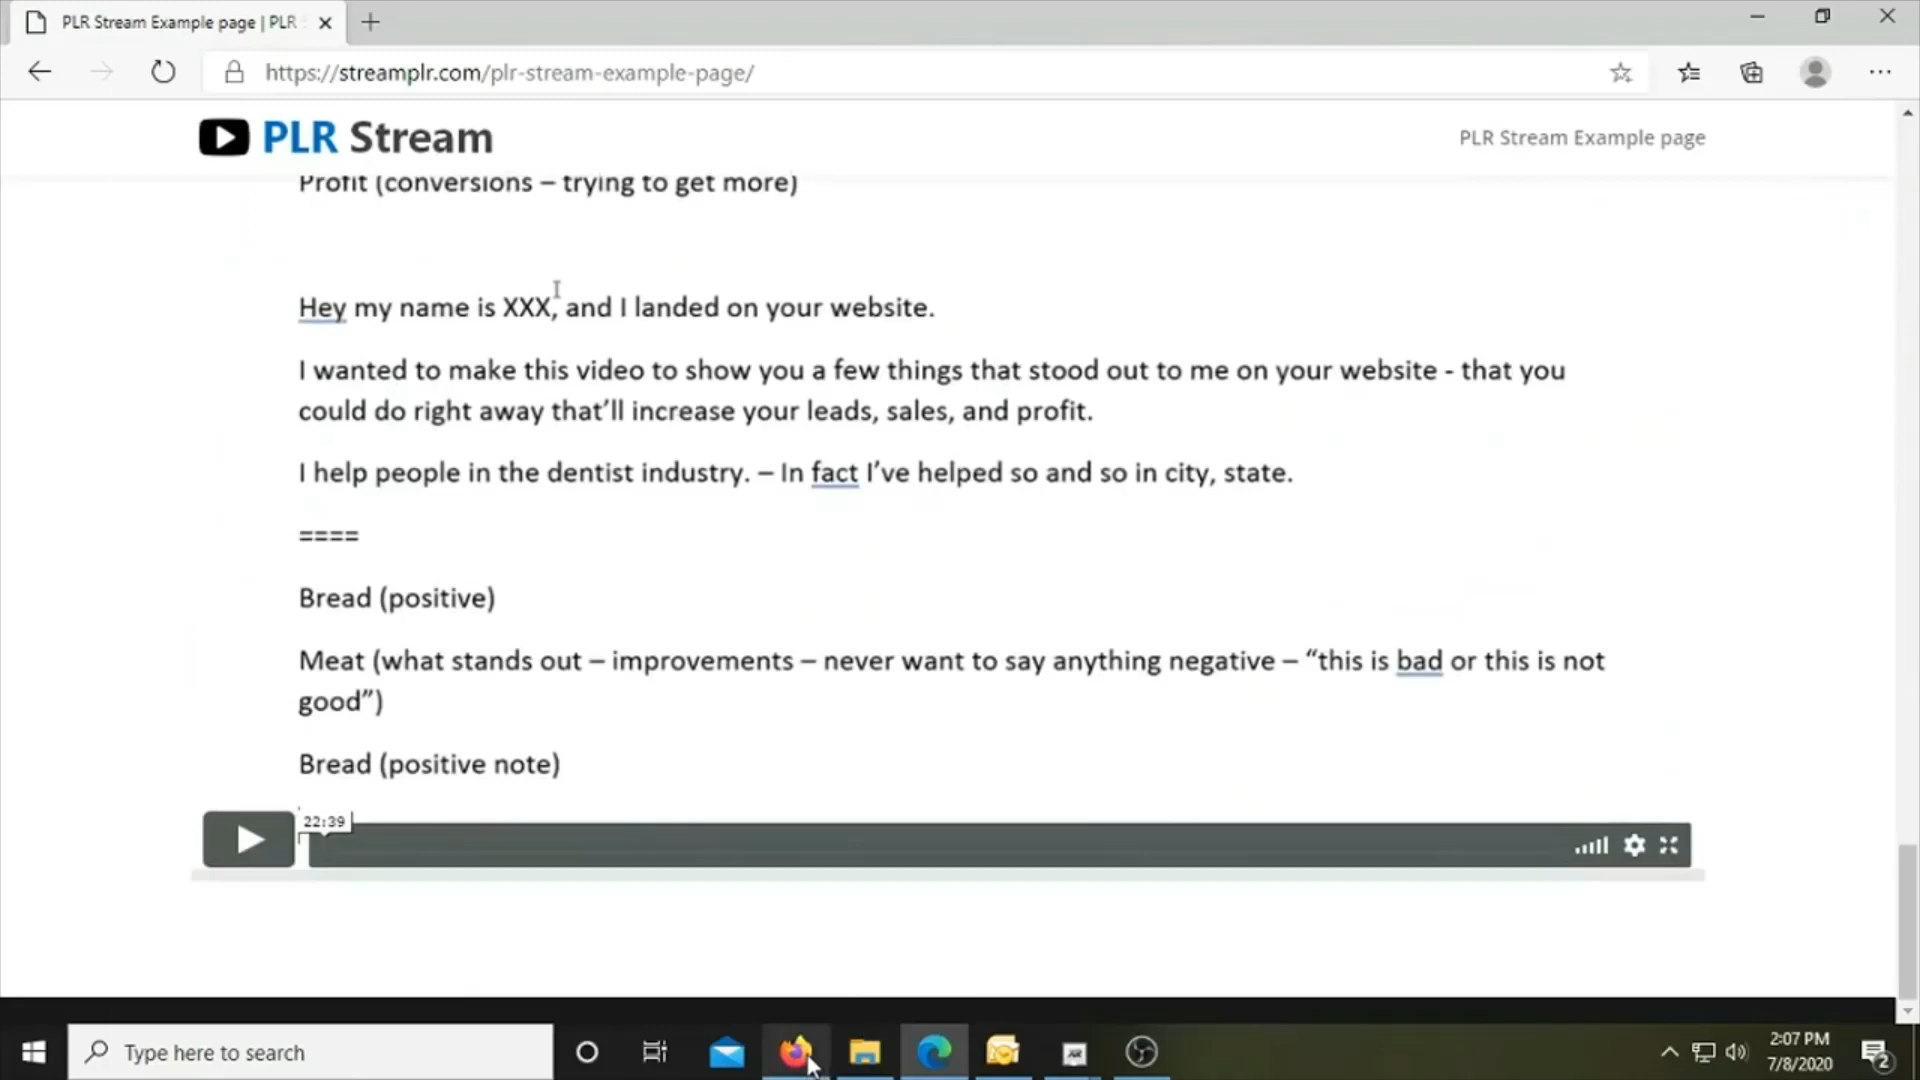 PLR Stream Example page | PLR
https://streamplr.com/plr-stream-example-page/
PLR Stream
PLR Stream Example page
Profit (conversions – trying to get more)
Hey my name is XXX, and I landed on your website.
I wanted to make this video to show you a few things that stood out to me on your website - that you
could do right away that’ll increase your leads, sales, and profit.
I help people in the dentist industry. – In fact I’ve helped so and so in city, state.
====
Bread (positive)
Meat (what stands out – improvements – never want to say anything negative – “this is bad or this is not
good”)
Bread (positive note)
22:39
Type here to search
2:07 PM
7/8/2020
2